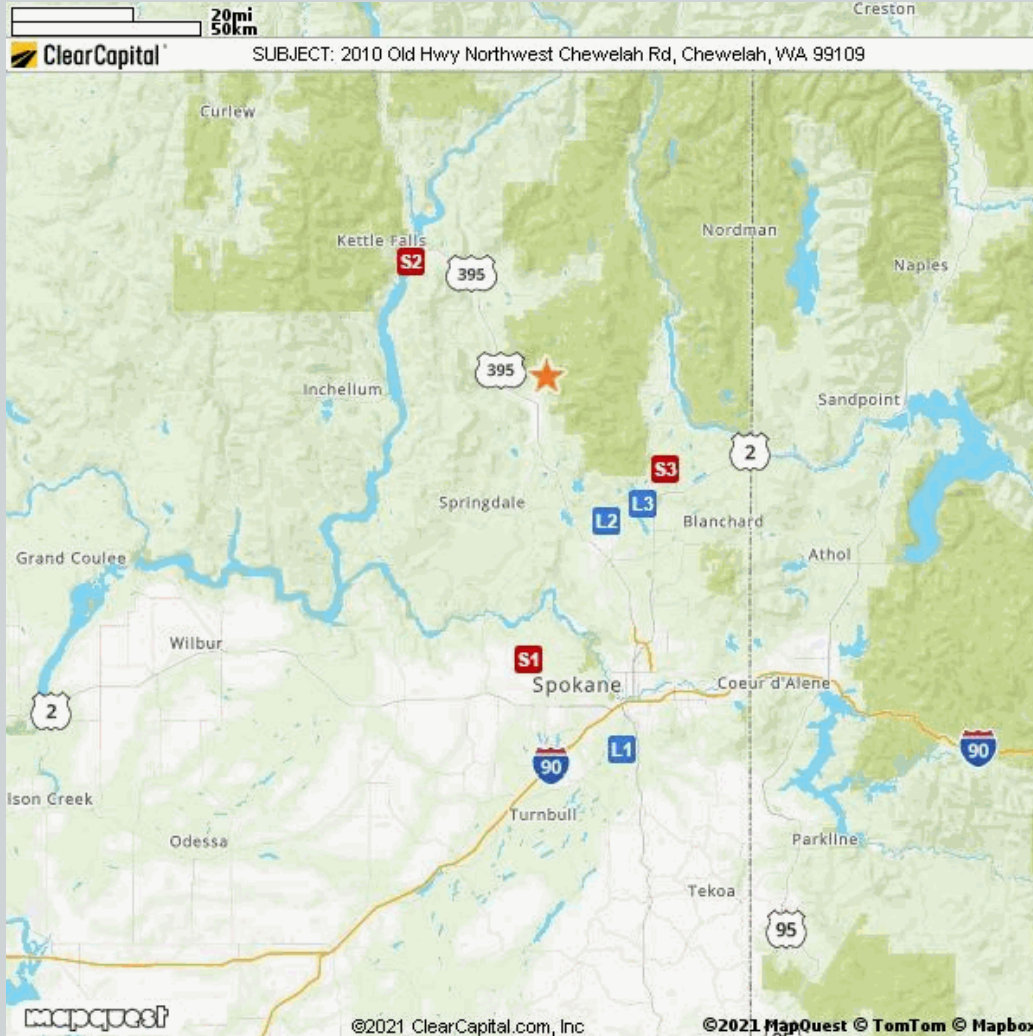 20mi
50km
Creston
ClearCapital
SUBJECT: 2010 Old Hwy Northwest Chewelah Rd, Chewelah, WA 99109
Curlew
Nordman
Kettle Falls
S2
395
Naples
395
Inchelium
Sandpoint
2
S3
Springdale
L3
L2
Blanchard
Athol
Grand Coulee
Wilbur
S1
Spokane
Coeur d'Alene
2
L1
90
90
lson Creek
Turnbull
Odessa
Parkline
Tekoa
95
mapquest
©2021 ClearCapital.com, Inc
©2021 MapQuest © TomTom © Mapbo